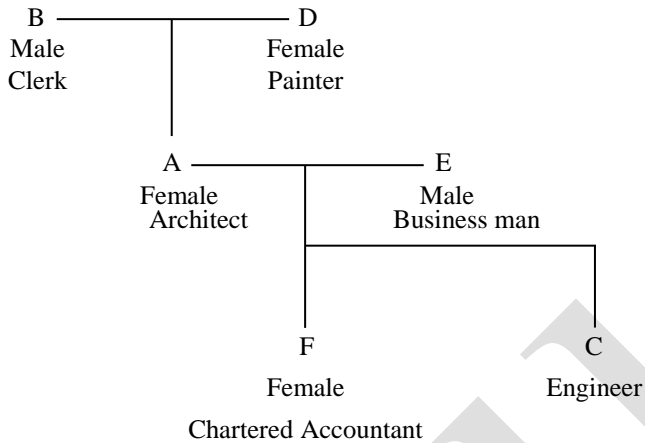 B D
Male Female
Clerk Painter
A E
Female Male
Architect Business man
F C
Female Engineer
Chartered Accountant